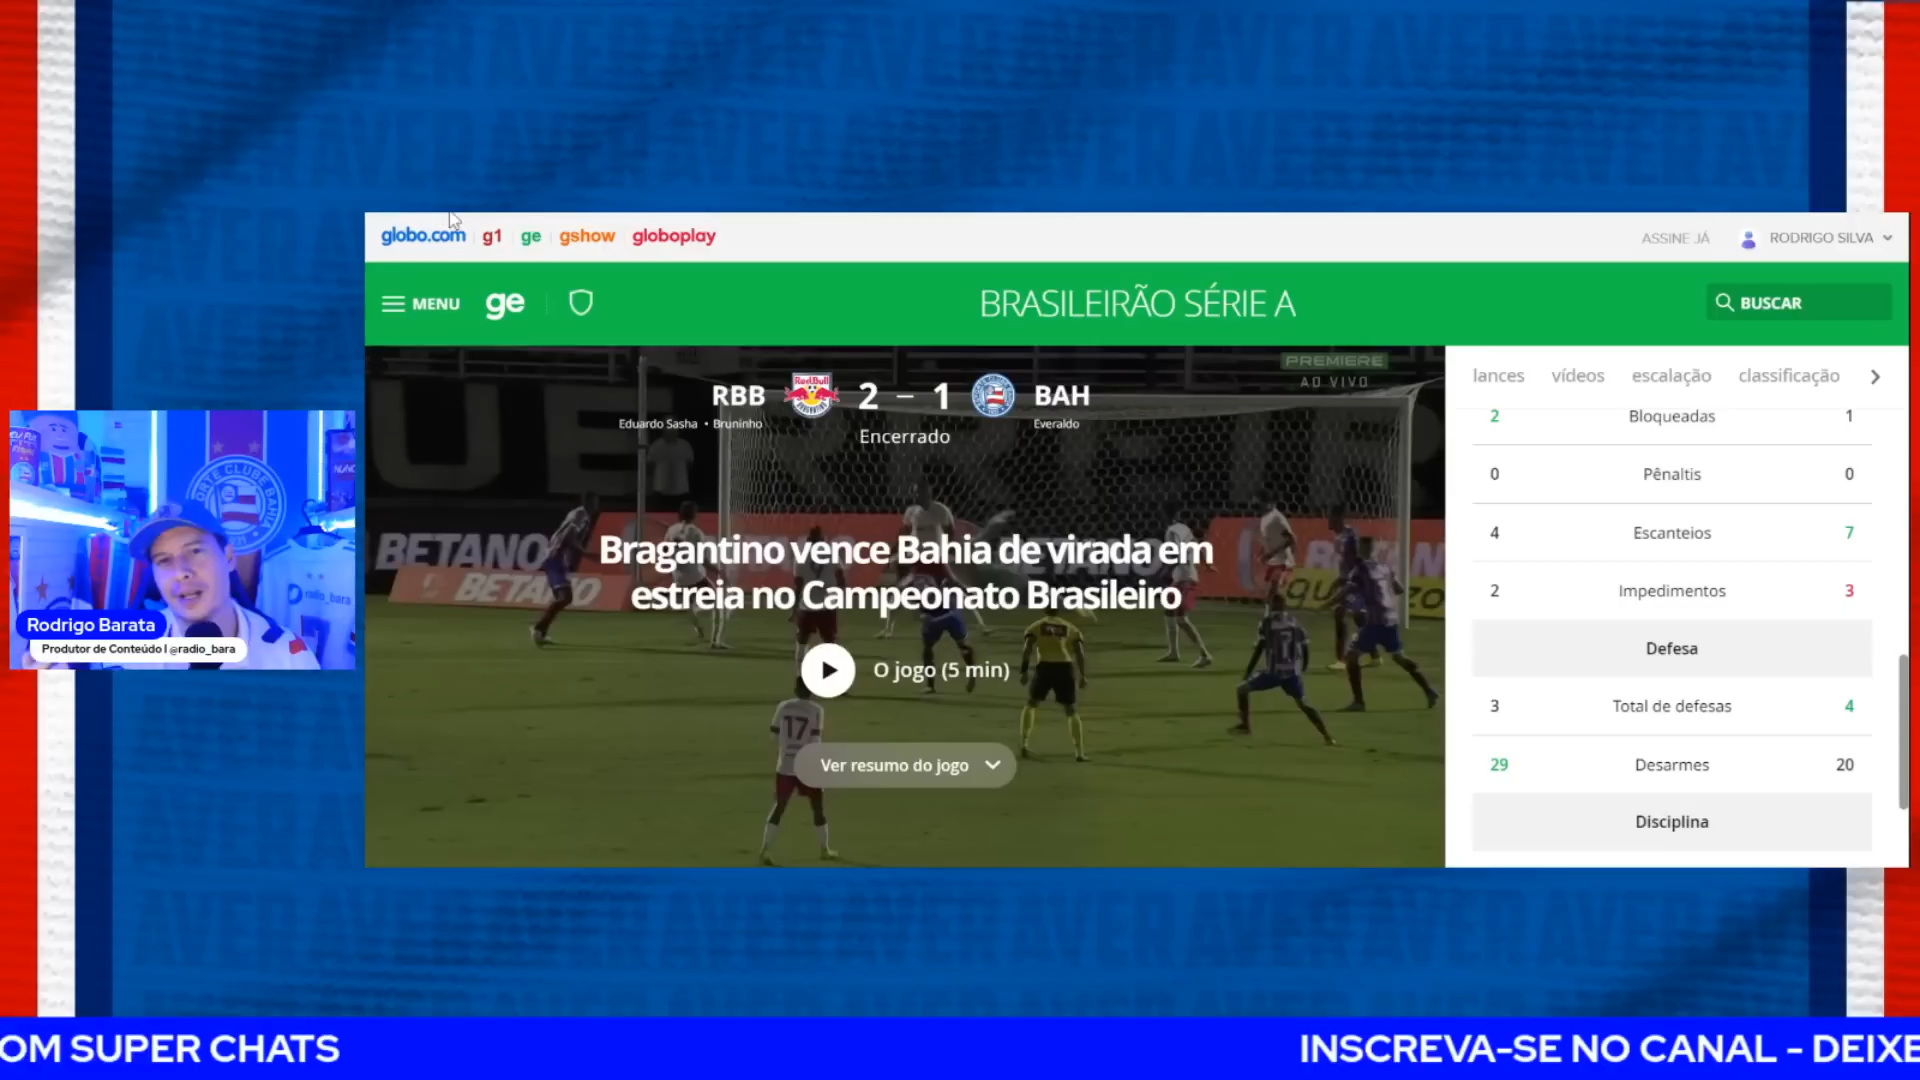 globo.com g1 ge gshow globoplay
ASSINE JÁ RODRIGO SILVA
MENU ge
BRASILEIRÃO SÉRIE A
BUSCAR
PREMIERE
AO VIVO
RBB RedBull 2 – 1 BAH
Eduardo Sasha • Bruninho
Everaldo
Encerrado
BETANO
BETANO
Bragantino vence Bahia de virada em
estreia no Campeonato Brasileiro
O jogo (5 min)
17
Ver resumo do jogo
lances vídeos escalação classificação
2 Bloqueadas 1
0 Pênaltis 0
4 Escanteios 7
2 Impedimentos 3
Defesa
3 Total de defesas 4
29 Desarmes 20
Disciplina
Rodrigo Barata
Produtor de Conteúdo | @radio_bara
radio_bara
OM SUPER CHATS
INSCREVA-SE NO CANAL - DEIXE